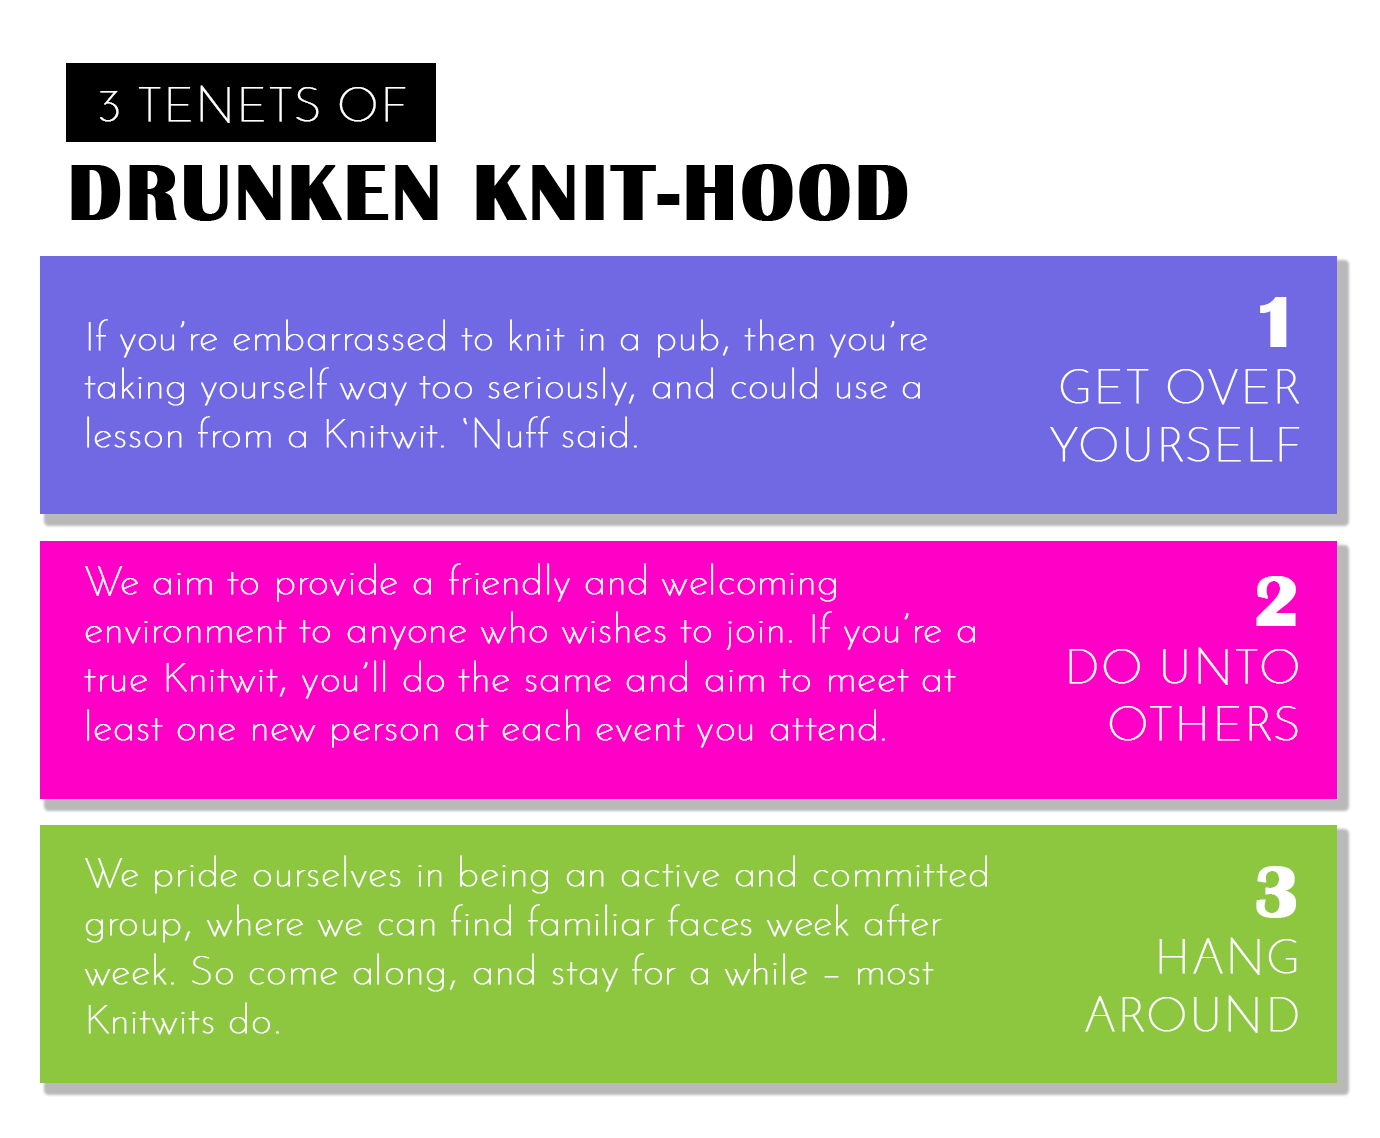 3 TENETS OF
DRUNKEN KNIT-HOOD
If you’re embarrassed to knit in a pub, then you’re
taking yourself way too seriously, and could use a
lesson from a Knitwit. ‘Nuff said.
1
GET OVER
YOURSELF
We aim to provide a friendly and welcoming
environment to anyone who wishes to join. If you’re a
true Knitwit, you’ll do the same and aim to meet at
least one new person at each event you attend.
2
DO UNTO
OTHERS
We pride ourselves in being an active and committed
group, where we can find familiar faces week after
week. So come along, and stay for a while – most
Knitwits do.
3
HANG
AROUND